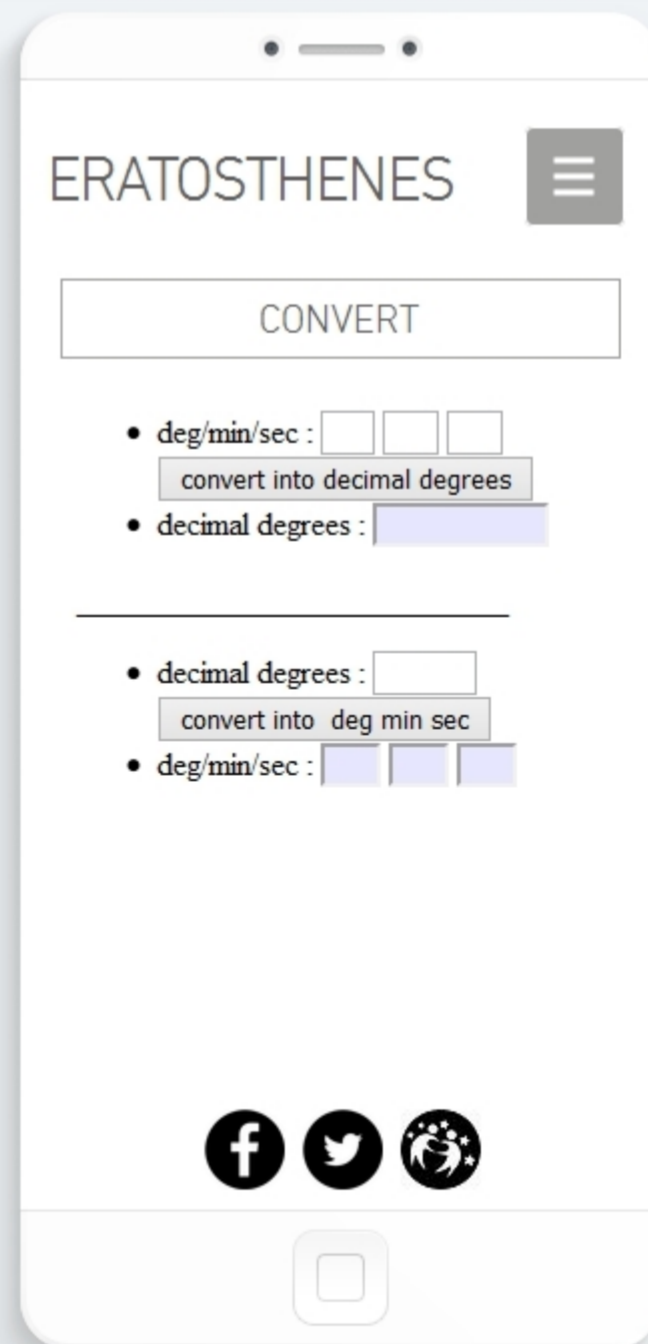 ERATOSTHENES
CONVERT
deg/min/sec :
convert into decimal degrees
decimal degrees :
decimal degrees :
convert into deg min sec
deg/min/sec :